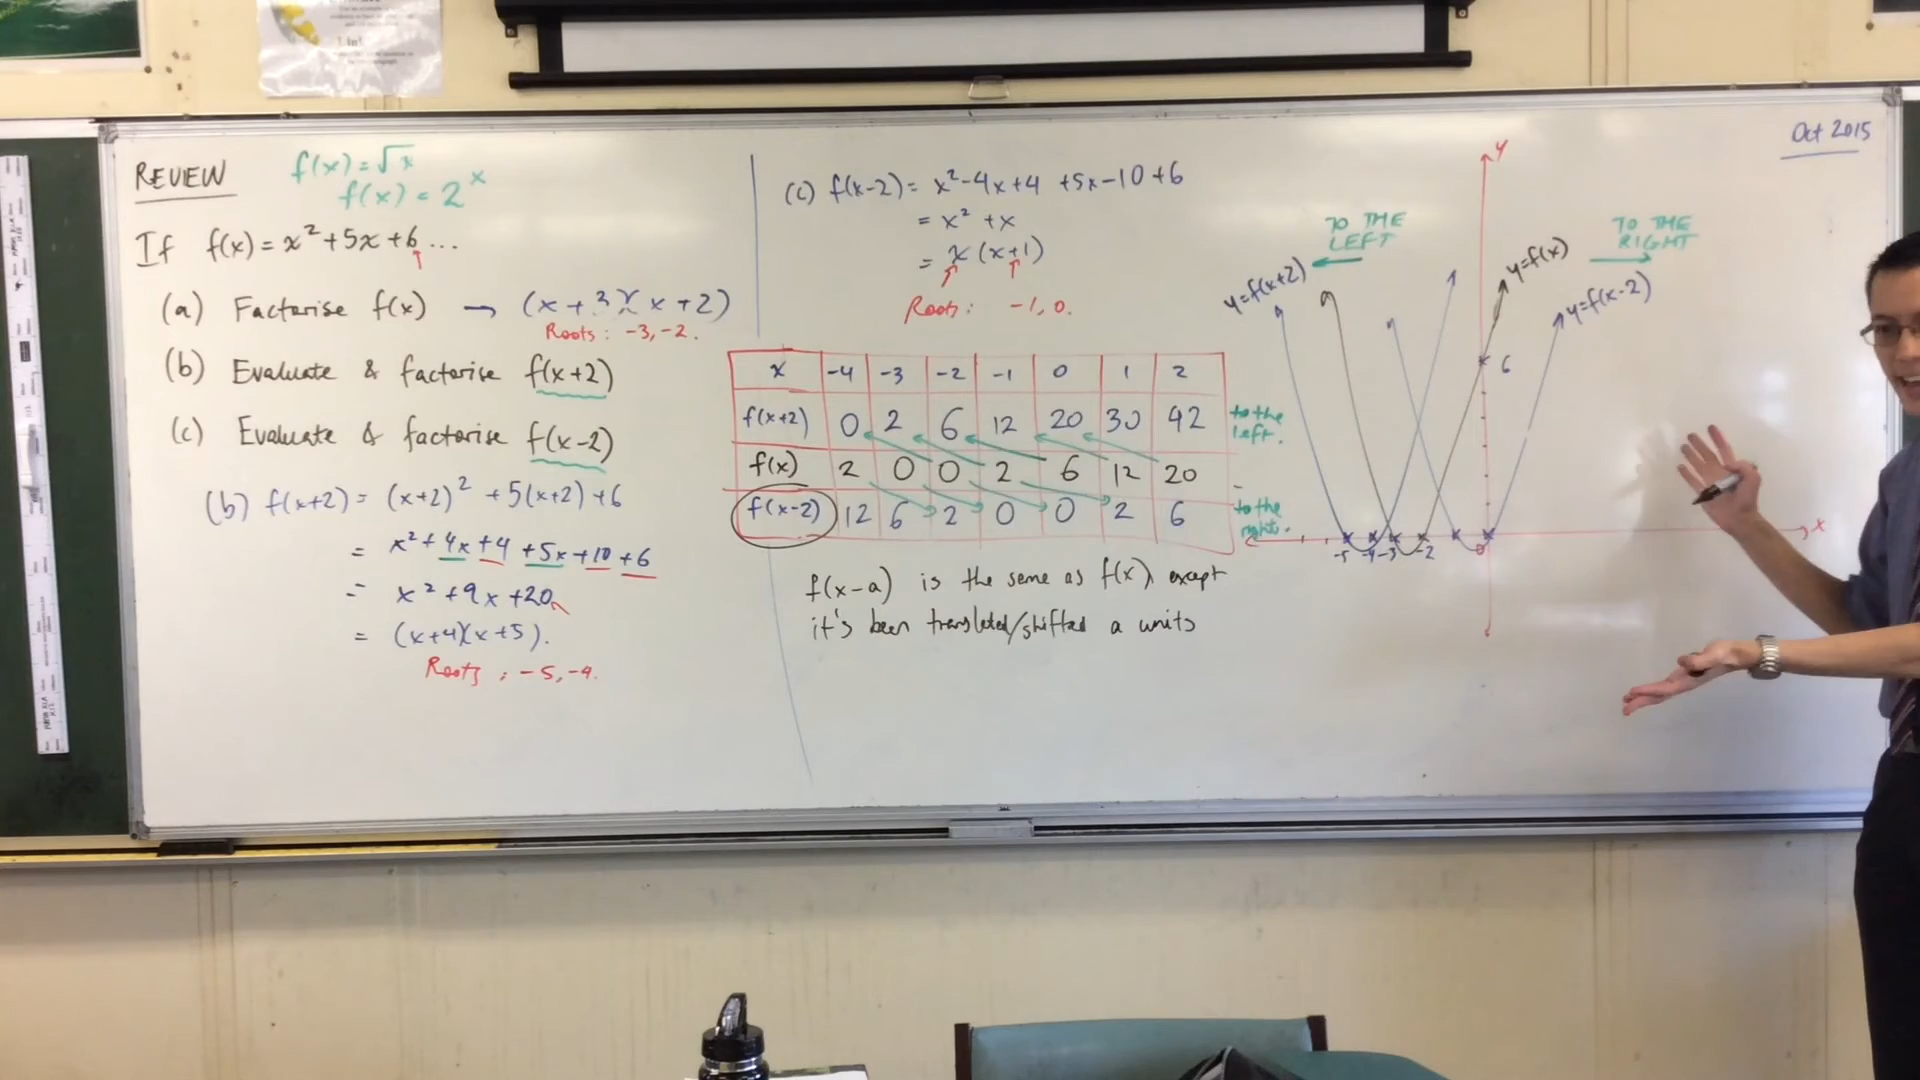 Oct 2015
REVIEW
f(x) = √x
f(x) = 2^x
If f(x) = x² + 5x + 6 ...
(a) Factorise f(x) → (x + 3)(x + 2)
Roots: -3, -2.
(b) Evaluate & factorise f(x+2)
(c) Evaluate & factorise f(x-2)
(b) f(x+2) = (x+2)² + 5(x+2) + 6
= x² + 4x + 4 + 5x + 10 + 6
= x² + 9x + 20
= (x+4)(x+5).
Roots: -5, -4.
(c) f(x-2) = x² - 4x + 4 + 5x - 10 + 6
= x² + x
= x (x+1)
Roots: -1, 0.
x -4 -3 -2 -1 0 1 2
f(x+2) 0 2 6 12 20 30 42 to the left.
f(x) 2 0 0 2 6 12 20
f(x-2) 12 6 2 0 0 2 6 to the right.
f(x-a) is the same as f(x), except
it's been translated/shifted a units
y
TO THE
LEFT
TO THE
RIGHT
y=f(x+2)
y=f(x)
y=f(x-2)
6
x
-5 -4 -3 -2 0